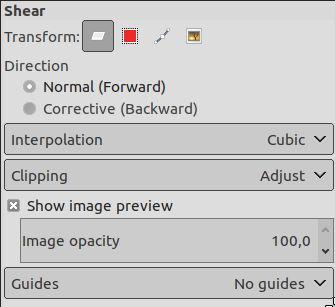 Shear
Transform:
Direction
Normal (Forward)
Corrective (Backward)
Interpolation Cubic
Clipping Adjust
Show image preview
Image opacity 100,0
Guides No guides